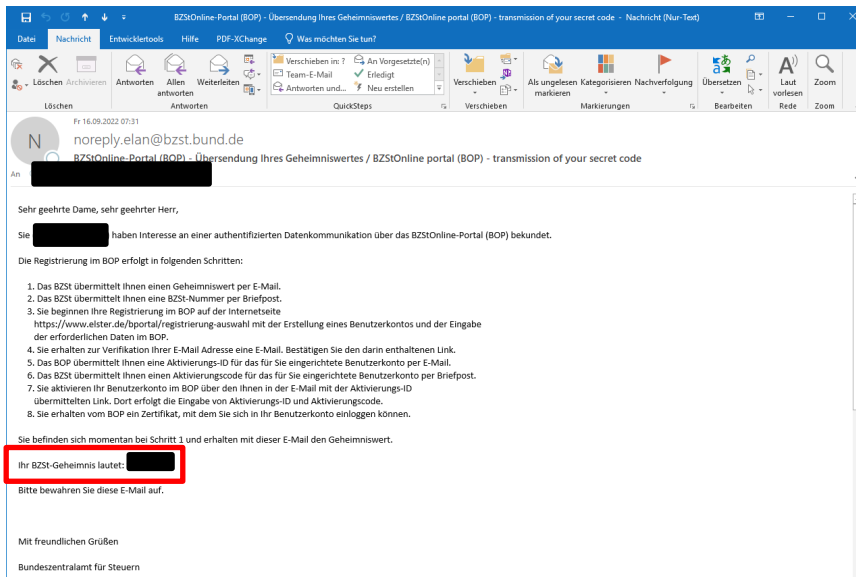 BZStOnline-Portal (BOP) - Übersendung Ihres Geheimniswertes / BZStOnline portal (BOP) - transmission of your secret code - Nachricht (Nur-Text)
Datei Nachricht Entwicklertools Hilfe PDF-XChange Was möchten Sie tun?
Löschen Archivieren Antworten Allen antworten Weiterleiten
Verschieben in: ? An Vorgesetzte(n)
Team-E-Mail Erledigt
Antworten und... Neu erstellen
Verschieben Als ungelesen markieren Kategorisieren Nachverfolgung Übersetzen Laut vorlesen Zoom
Löschen Antworten QuickSteps Verschieben Markierungen Bearbeiten Rede Zoom
Fr 16.09.2022 07:31
N
noreply.elan@bzst.bund.de
BZStOnline-Portal (BOP) - Übersendung Ihres Geheimniswertes / BZStOnline portal (BOP) - transmission of your secret code
An
Sehr geehrte Dame, sehr geehrter Herr,
Sie haben Interesse an einer authentifizierten Datenkommunikation über das BZStOnline-Portal (BOP) bekundet.
Die Registrierung im BOP erfolgt in folgenden Schritten:
1. Das BZSt übermittelt Ihnen einen Geheimniswert per E-Mail.
2. Das BZSt übermittelt Ihnen eine BZSt-Nummer per Briefpost.
3. Sie beginnen Ihre Registrierung im BOP auf der Internetseite
https://www.elster.de/bportal/registrierung-auswahl mit der Erstellung eines Benutzerkontos und der Eingabe
der erforderlichen Daten im BOP.
4. Sie erhalten zur Verifikation Ihrer E-Mail Adresse eine E-Mail. Bestätigen Sie den darin enthaltenen Link.
5. Das BOP übermittelt Ihnen eine Aktivierungs-ID für das für Sie eingerichtete Benutzerkonto per E-Mail.
6. Das BZSt übermittelt Ihnen einen Aktivierungscode für das für Sie eingerichtete Benutzerkonto per Briefpost.
7. Sie aktivieren Ihr Benutzerkonto im BOP über den Ihnen in der E-Mail mit der Aktivierungs-ID
übermittelten Link. Dort erfolgt die Eingabe von Aktivierungs-ID und Aktivierungscode.
8. Sie erhalten vom BOP ein Zertifikat, mit dem Sie sich in Ihr Benutzerkonto einloggen können.
Sie befinden sich momentan bei Schritt 1 und erhalten mit dieser E-Mail den Geheimniswert.
Ihr BZSt-Geheimnis lautet:
Bitte bewahren Sie diese E-Mail auf.
Mit freundlichen Grüßen
Bundeszentralamt für Steuern